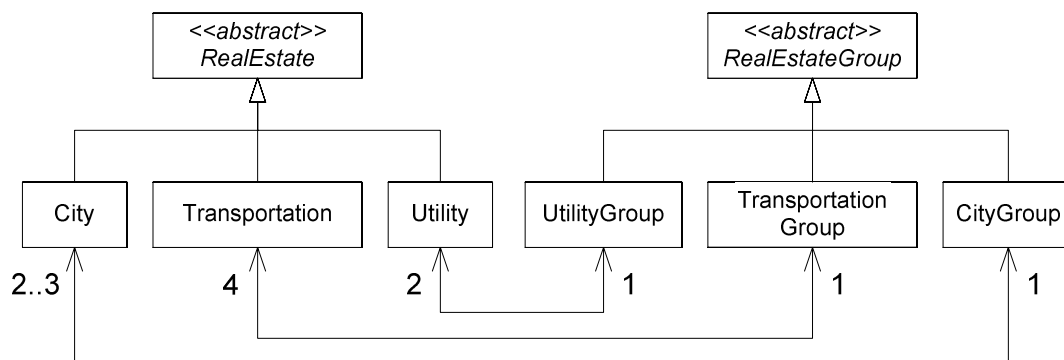 <<abstract>>
RealEstate
<<abstract>>
RealEstateGroup
City
Transportation
Utility
UtilityGroup
Transportation
Group
CityGroup
2..3
4
2
1
1
1